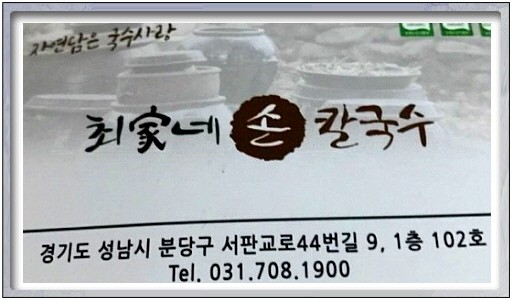 자연담은 국수사랑
최家네 손 칼국수
경기도 성남시 분당구 서판교로44번길 9, 1층 102호
Tel. 031.708.1900